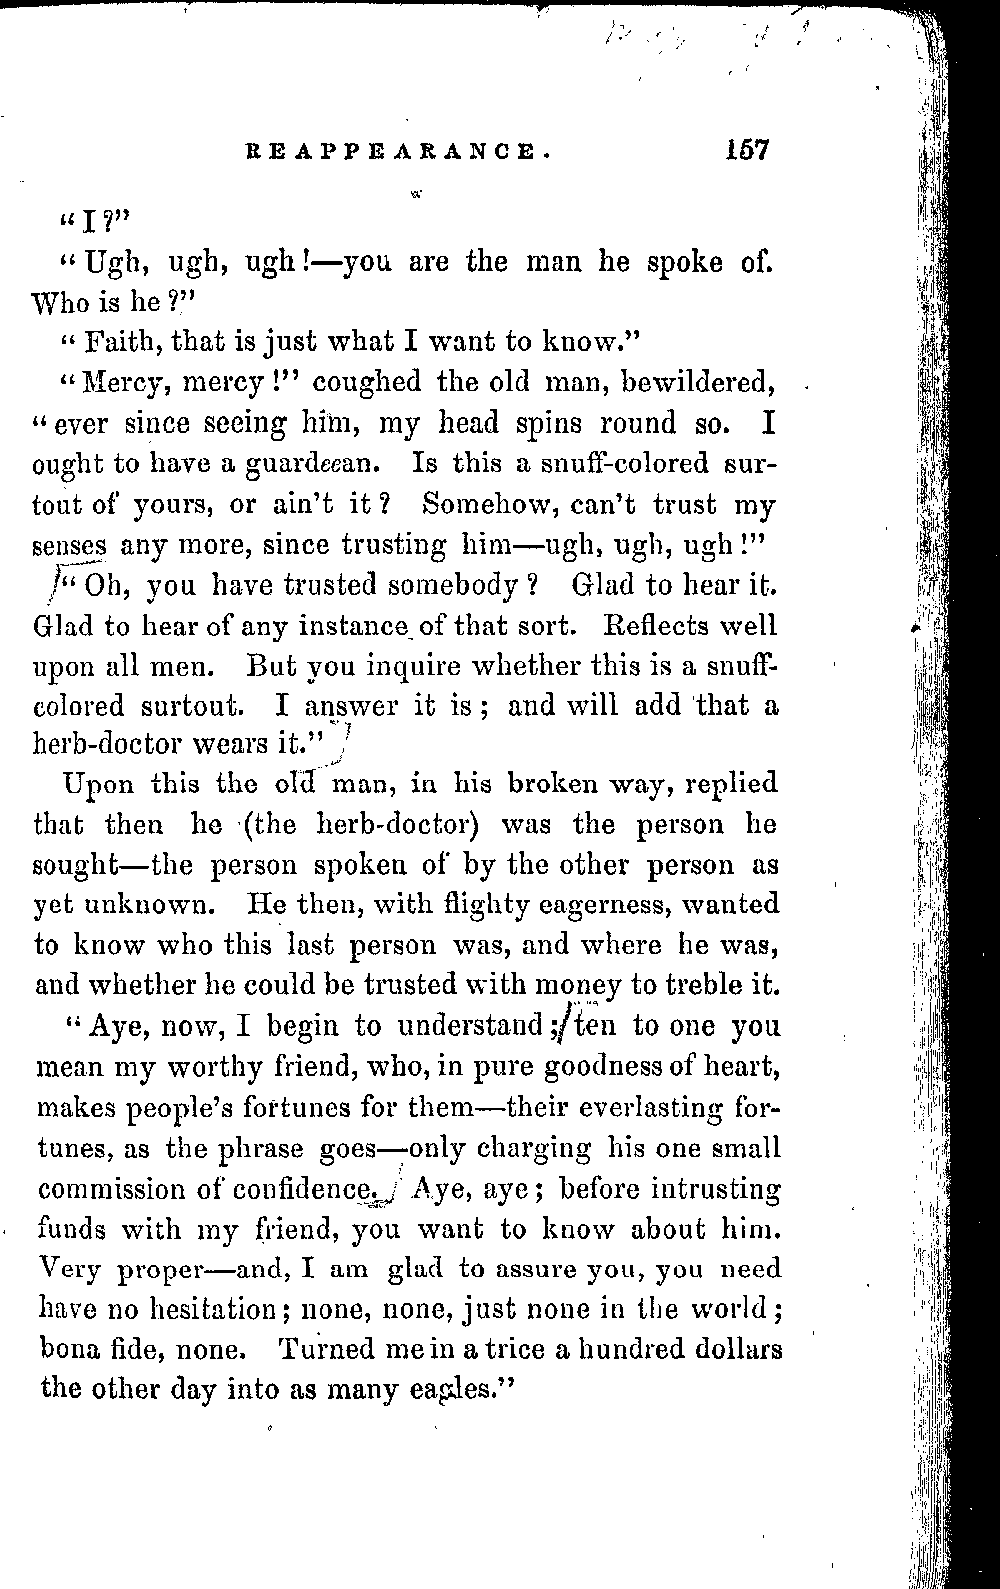 REAPPEARANCE. 157
"I?"
"Ugh, ugh, ugh!—you are the man he spoke of.
Who is he?"
"Faith, that is just what I want to know."
"Mercy, mercy!" coughed the old man, bewildered,
"ever since seeing him, my head spins round so. I
ought to have a guardeean. Is this a snuff-colored sur-
tout of yours, or ain't it? Somehow, can't trust my
senses any more, since trusting him—ugh, ugh, ugh!"
"Oh, you have trusted somebody? Glad to hear it.
Glad to hear of any instance of that sort. Reflects well
upon all men. But you inquire whether this is a snuff-
colored surtout. I answer it is; and will add that a
herb-doctor wears it."
Upon this the old man, in his broken way, replied
that then he (the herb-doctor) was the person he
sought—the person spoken of by the other person as
yet unknown. He then, with flighty eagerness, wanted
to know who this last person was, and where he was,
and whether he could be trusted with money to treble it.
"Aye, now, I begin to understand; ten to one you
mean my worthy friend, who, in pure goodness of heart,
makes people's fortunes for them—their everlasting for-
tunes, as the phrase goes—only charging his one small
commission of confidence. Aye, aye; before intrusting
funds with my friend, you want to know about him.
Very proper—and, I am glad to assure you, you need
have no hesitation; none, none, just none in the world;
bona fide, none. Turned me in a trice a hundred dollars
the other day into as many eagles."